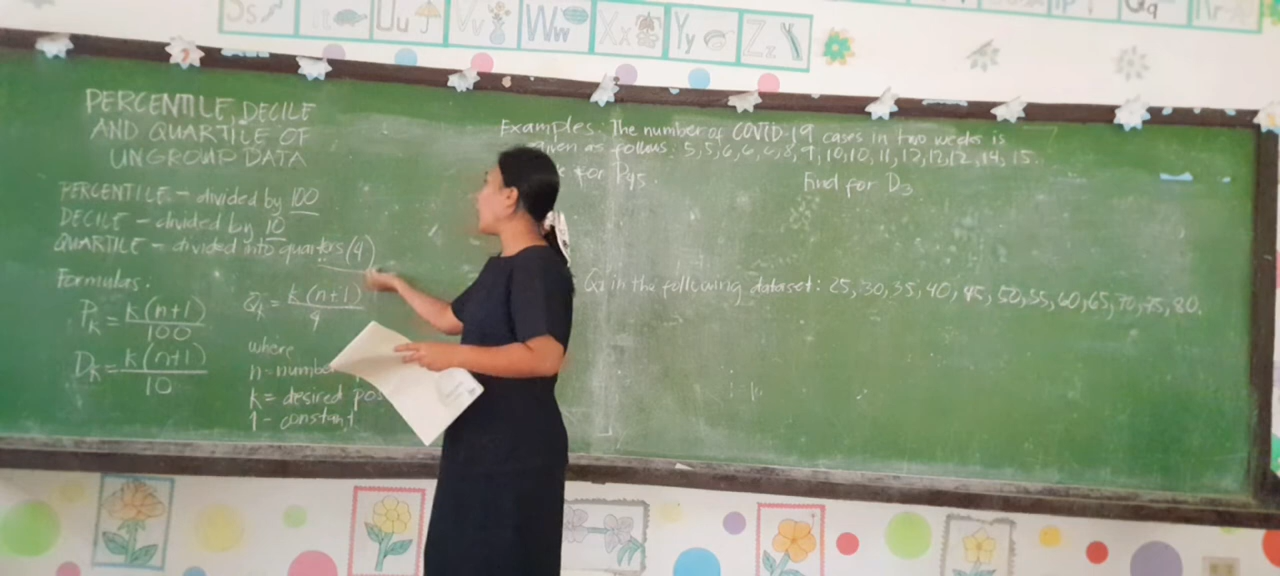 Ss
Uu
Vv
Ww
Xx
Yy
Zz
Qq
PERCENTILE, DECILE
AND QUARTILE OF
UNGROUP DATA
PERCENTILE - divided by 100
DECILE - divided by 10
QUARTILE - divided into quarters (4)
Formulas:
Pk = k(n+1) / 100
Qk = k(n+1) / 4
Dk = k(n+1) / 10
where
n - number
k = desired pos
1 - constant
Examples: The number of COVID-19 cases in two weeks is
given as follows: 5, 5, 6, 6, 6, 8, 9, 10, 10, 11, 12, 12, 12, 14, 15.
for P45.
Find for D3
in the following dataset: 25, 30, 35, 40, 45, 50, 55, 60, 65, 70, 75, 80.